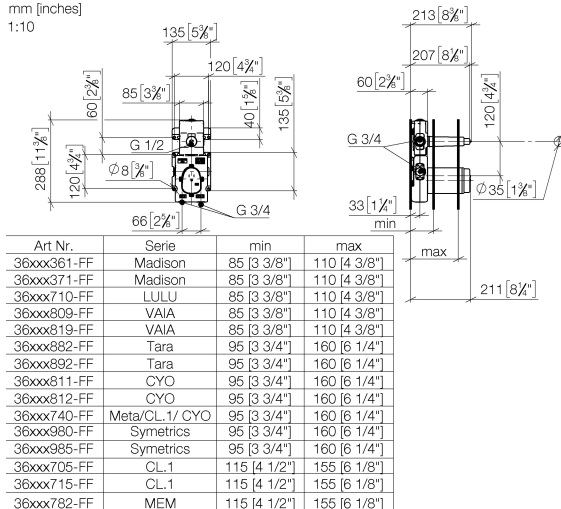 mm [inches]
1:10
135 [5⅜"]
120 [4¾"]
60 [2⅜"]
85 [3⅜"]
40 [1⅝"]
135 [5⅜"]
G 1/2
288 [11⅜"]
120 [4¾"]
Ø8 [⅜"]
G 3/4
66 [2⅝"]
213 [8⅜"]
207 [8⅛"]
60 [2⅜"]
120 [4¾"]
G 3/4
Ø35 [1⅜"]
33 [1¼"]
min
max
211 [8¼"]
Art Nr. Serie min max
36xxx361-FF Madison 85 [3 3/8"] 110 [4 3/8"]
36xxx371-FF Madison 85 [3 3/8"] 110 [4 3/8"]
36xxx710-FF LULU 85 [3 3/8"] 110 [4 3/8"]
36xxx809-FF VAIA 85 [3 3/8"] 110 [4 3/8"]
36xxx819-FF VAIA 85 [3 3/8"] 110 [4 3/8"]
36xxx882-FF Tara 95 [3 3/4"] 160 [6 1/4"]
36xxx892-FF Tara 95 [3 3/4"] 160 [6 1/4"]
36xxx811-FF CYO 95 [3 3/4"] 160 [6 1/4"]
36xxx812-FF CYO 95 [3 3/4"] 160 [6 1/4"]
36xxx740-FF Meta/CL.1/ CYO 95 [3 3/4"] 160 [6 1/4"]
36xxx980-FF Symetrics 95 [3 3/4"] 160 [6 1/4"]
36xxx985-FF Symetrics 95 [3 3/4"] 160 [6 1/4"]
36xxx705-FF CL.1 115 [4 1/2"] 155 [6 1/8"]
36xxx715-FF CL.1 115 [4 1/2"] 155 [6 1/8"]
36xxx782-FF MEM 115 [4 1/2"] 155 [6 1/8"]